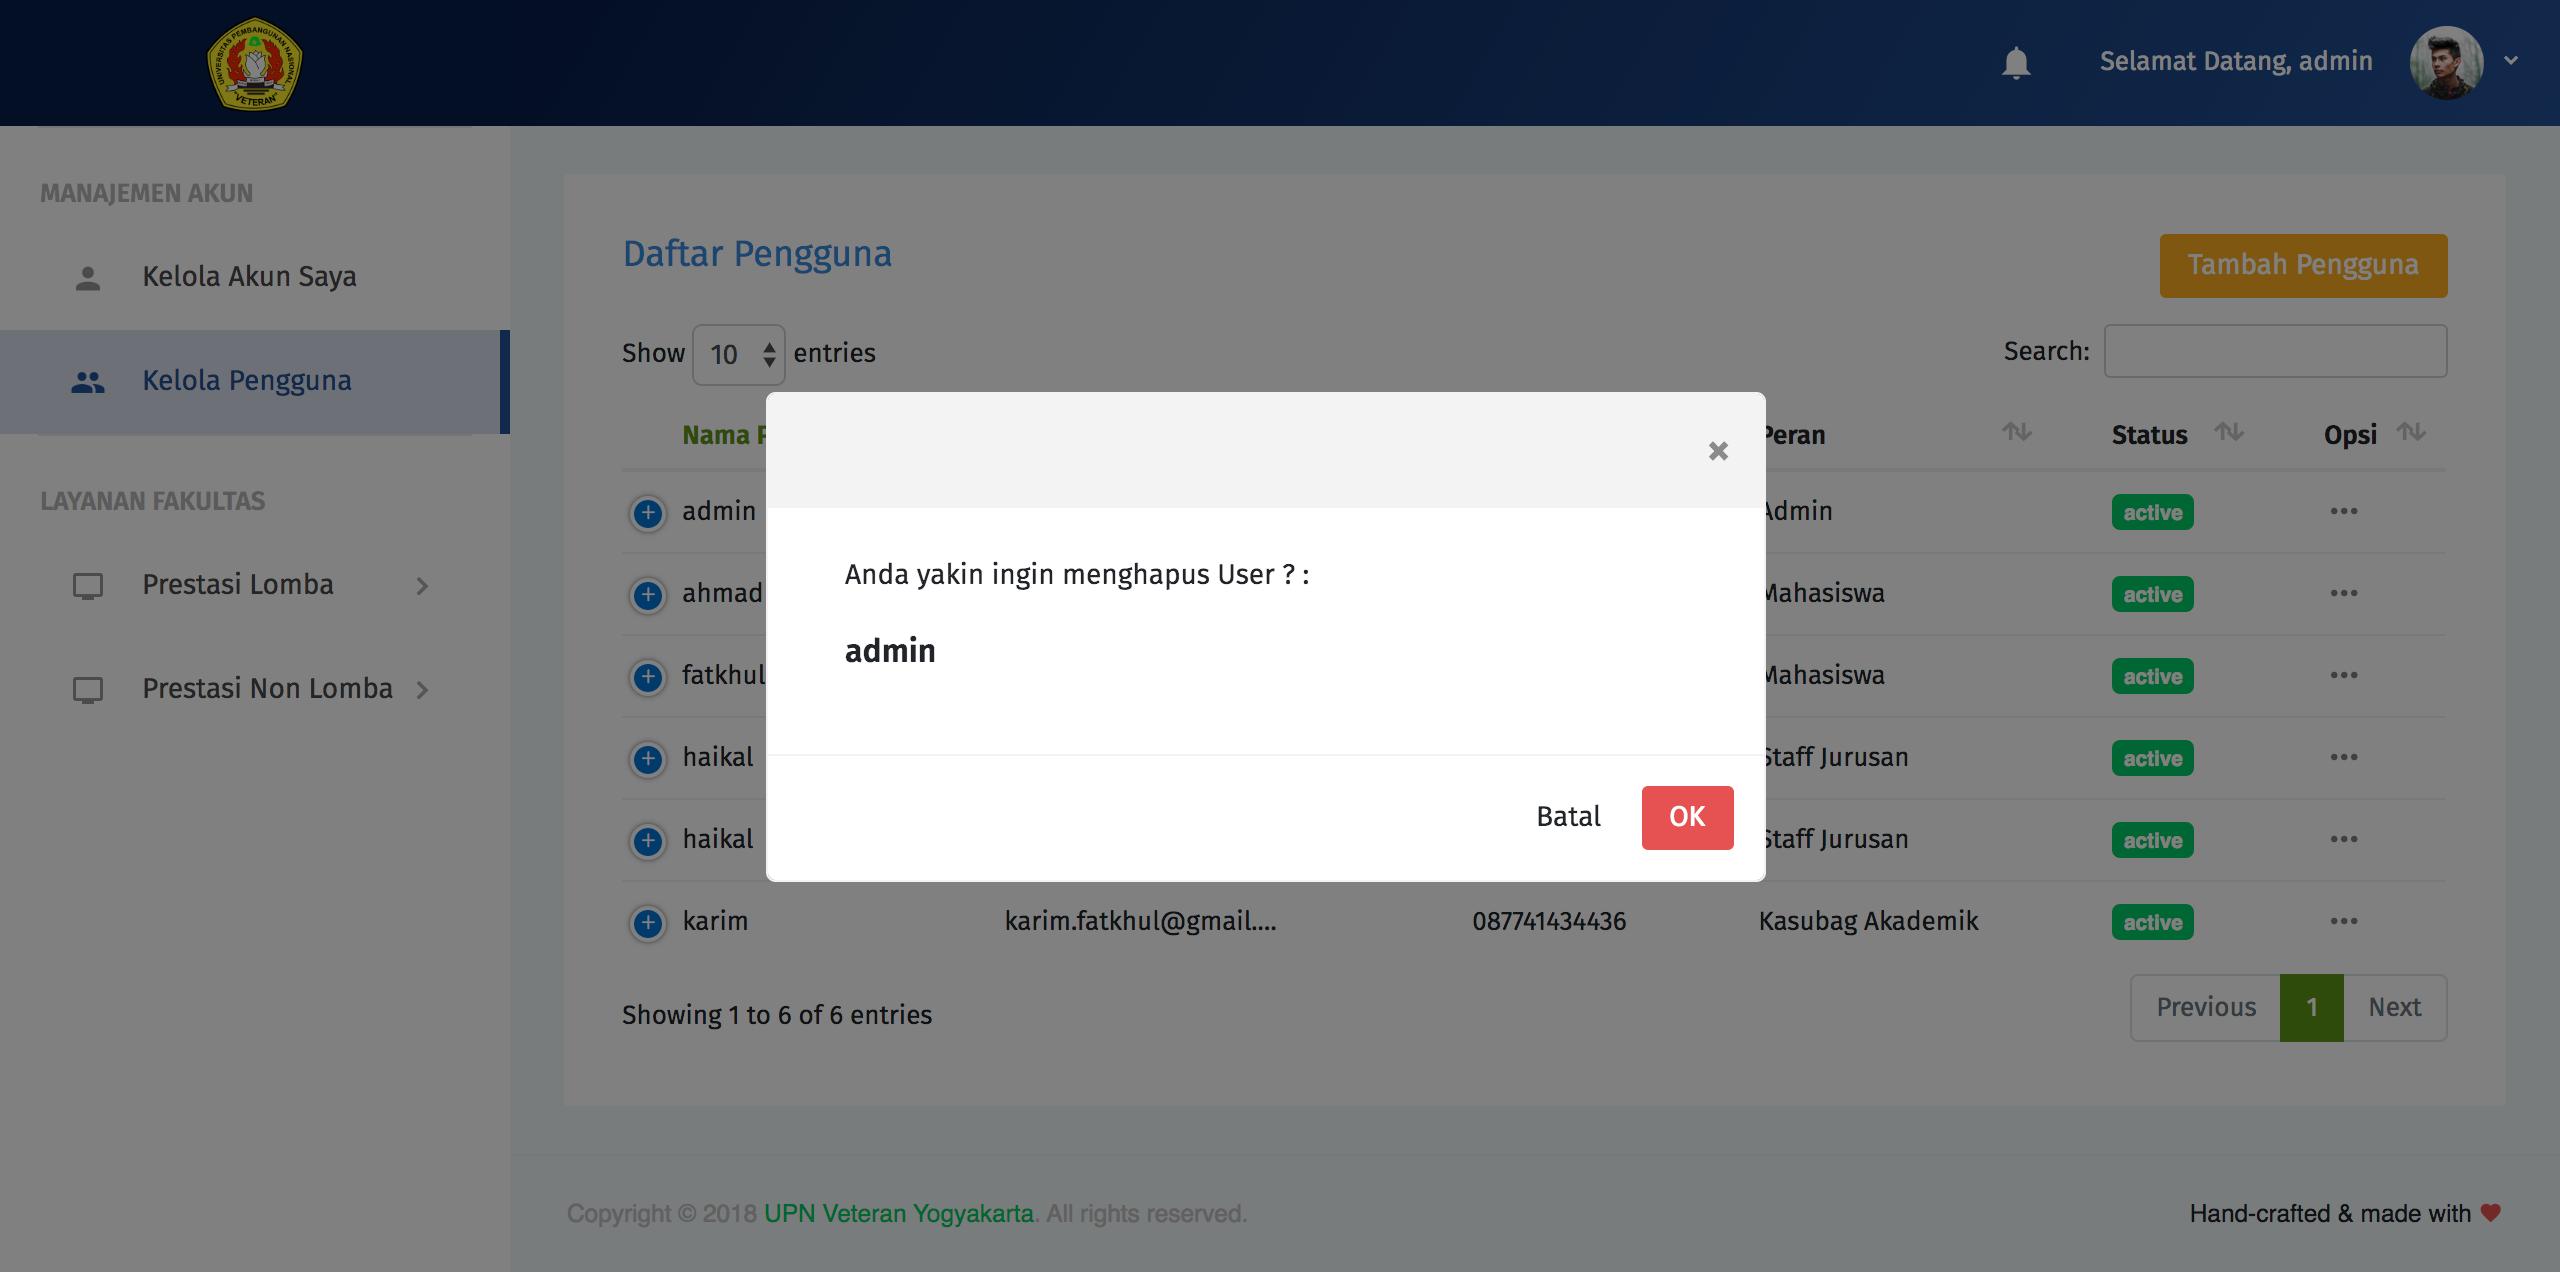 UNIVERSITAS PEMBANGUNAN NASIONAL
"VETERAN"
Selamat Datang, admin
MANAJEMEN AKUN
Kelola Akun Saya
Kelola Pengguna
LAYANAN FAKULTAS
Prestasi Lomba
Prestasi Non Lomba
Daftar Pengguna
Tambah Pengguna
Show 10 entries
Search:
Nama Peran Status Opsi
admin Admin active
ahmad Mahasiswa active
fatkhul Mahasiswa active
haikal Staff Jurusan active
haikal Staff Jurusan active
karim karim.fatkhul@gmail.... 087741434436 Kasubag Akademik active
Showing 1 to 6 of 6 entries
Previous 1 Next
×
Anda yakin ingin menghapus User ? :
admin
Batal OK
Copyright © 2018 UPN Veteran Yogyakarta. All rights reserved.
Hand-crafted & made with